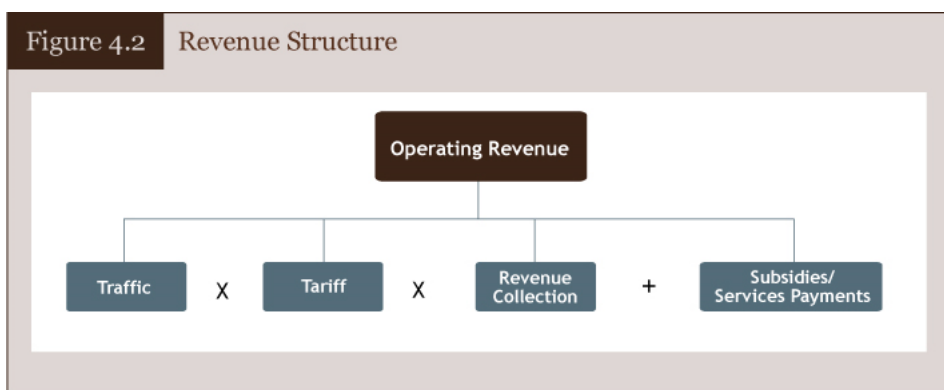 Figure 4.2 Revenue Structure
Operating Revenue
Traffic X Tariff X Revenue Collection + Subsidies/ Services Payments